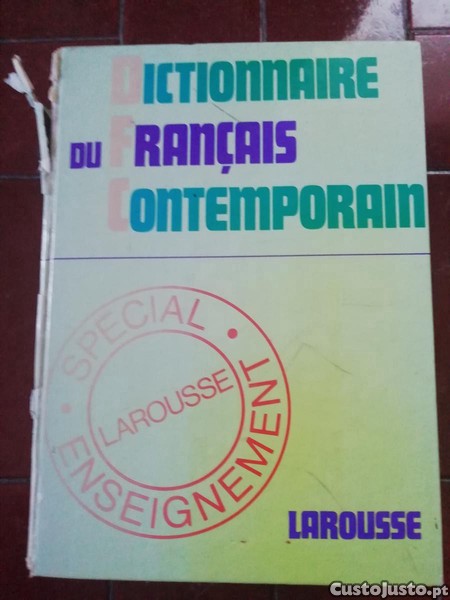 DICTIONNAIRE
DU FRANÇAIS
CONTEMPORAIN
SPECIAL
LAROUSSE
ENSEIGNEMENT
LAROUSSE
CustoJusto.pt